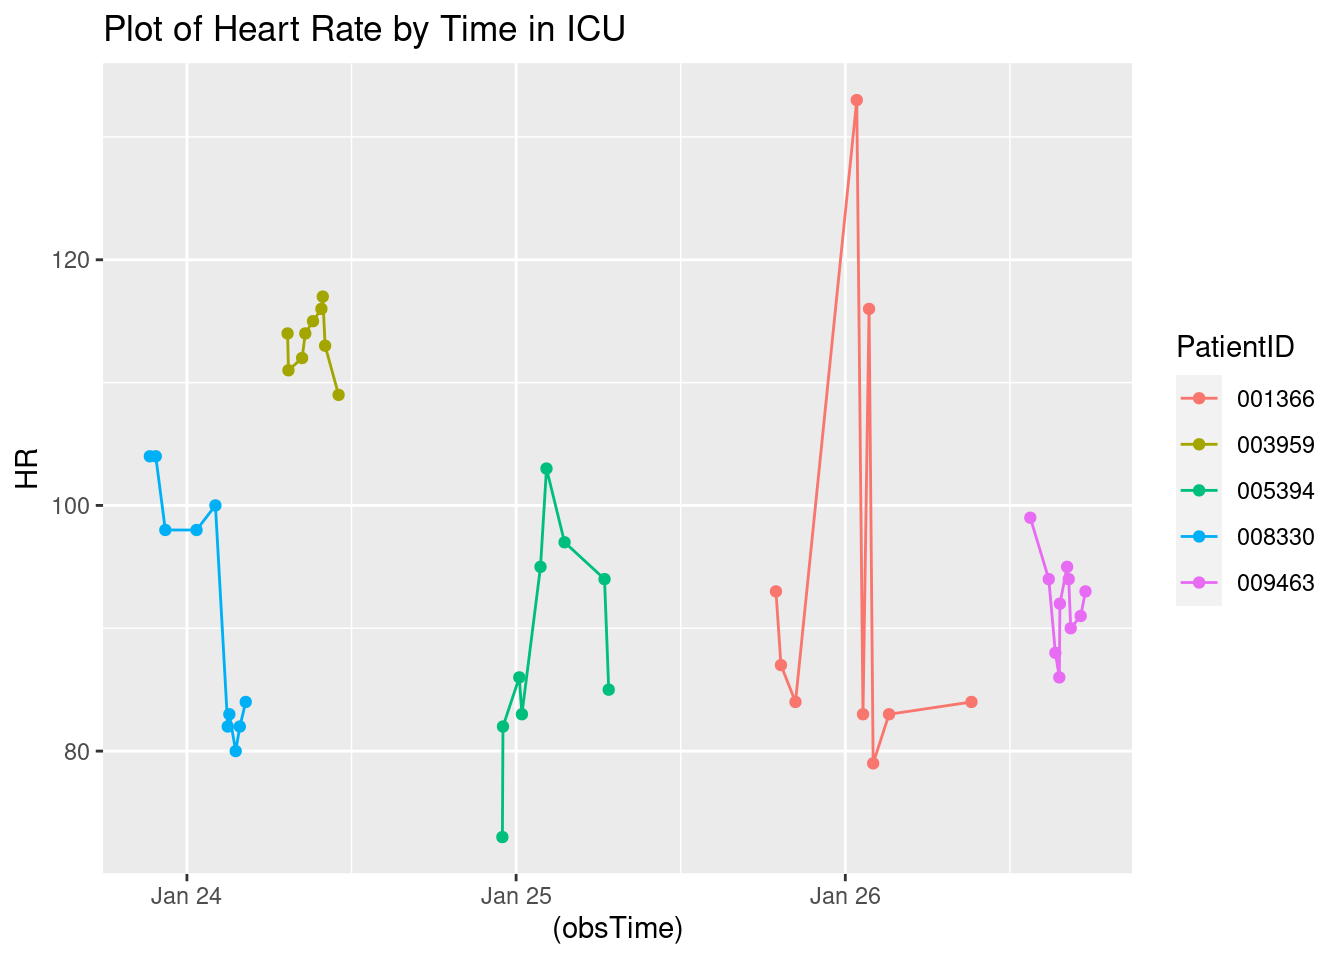 Plot of Heart Rate by Time in ICU
120
100
80
HR
Jan 24
Jan 25
Jan 26
(obsTime)
PatientID
001366
003959
005394
008330
009463